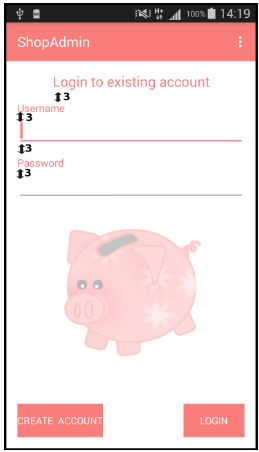 100% 14:19
ShopAdmin
Login to existing account
3
Username
3
3
Password
3
CREATE ACCOUNT
LOGIN